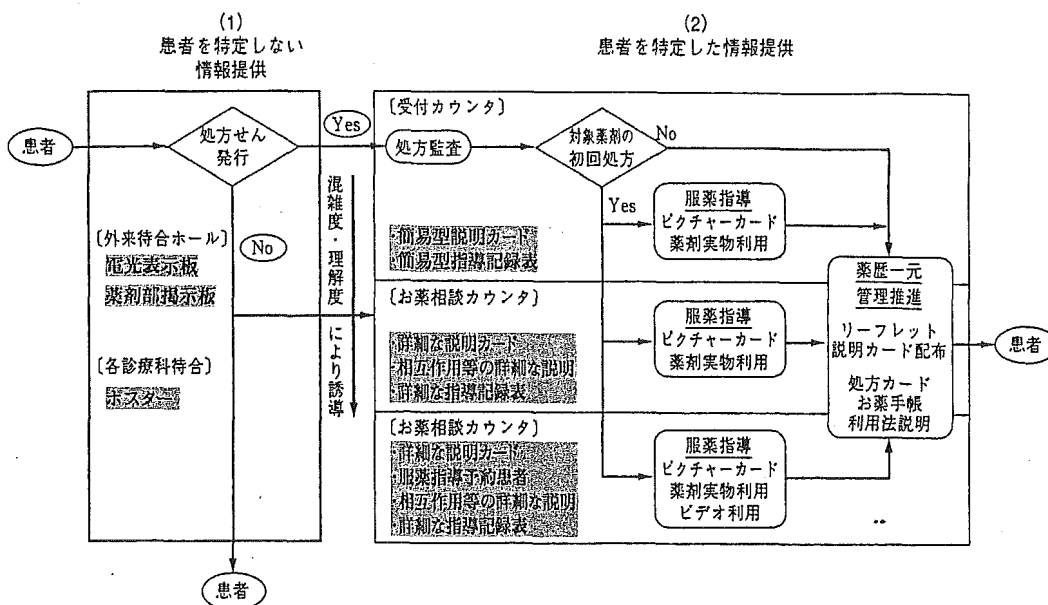 (1)
患者を特定しない
情報提供
(2)
患者を特定した情報提供
患者
処方せん
発行
Yes
No
〔外来待合ホール〕
電光表示板
薬剤部掲示板
〔各診療科待合〕
ポスター
患者
混雑度・理解度により誘導
〔受付カウンタ〕
処方監査
対象薬剤の
初回処方
No
Yes
・簡易型説明カード
・簡易型指導記録表
服薬指導
ピクチャーカード
薬剤実物利用
〔お薬相談カウンタ〕
・詳細な説明カード
・相互作用等の詳細な説明
・詳細な指導記録表
服薬指導
ピクチャーカード
薬剤実物利用
〔お薬相談カウンタ〕
・詳細な説明カード
・服薬指導予約患者
・相互作用等の詳細な説明
・詳細な指導記録表
服薬指導
ピクチャーカード
薬剤実物利用
ビデオ利用
薬歴一元
管理推進
リーフレット
説明カード配布
処方カード
お薬手帳
利用法説明
患者